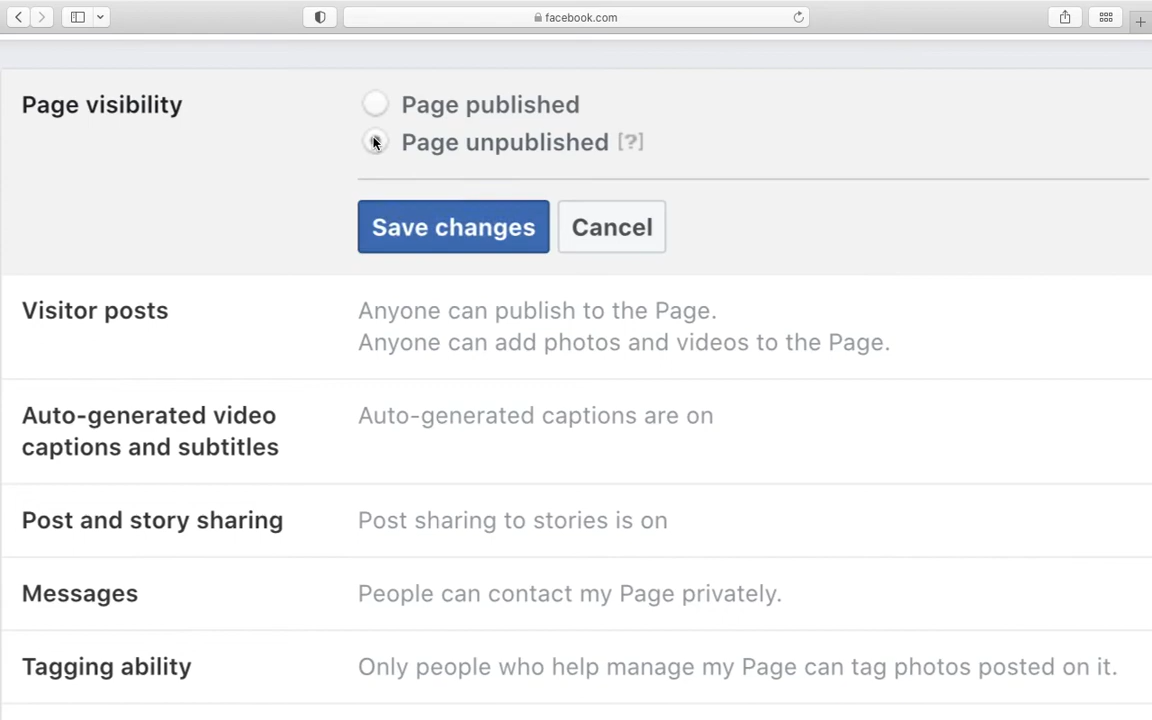 facebook.com
Page visibility
Page published
Page unpublished [?]
Save changes
Cancel
Visitor posts
Anyone can publish to the Page.
Anyone can add photos and videos to the Page.
Auto-generated video
captions and subtitles
Auto-generated captions are on
Post and story sharing
Post sharing to stories is on
Messages
People can contact my Page privately.
Tagging ability
Only people who help manage my Page can tag photos posted on it.